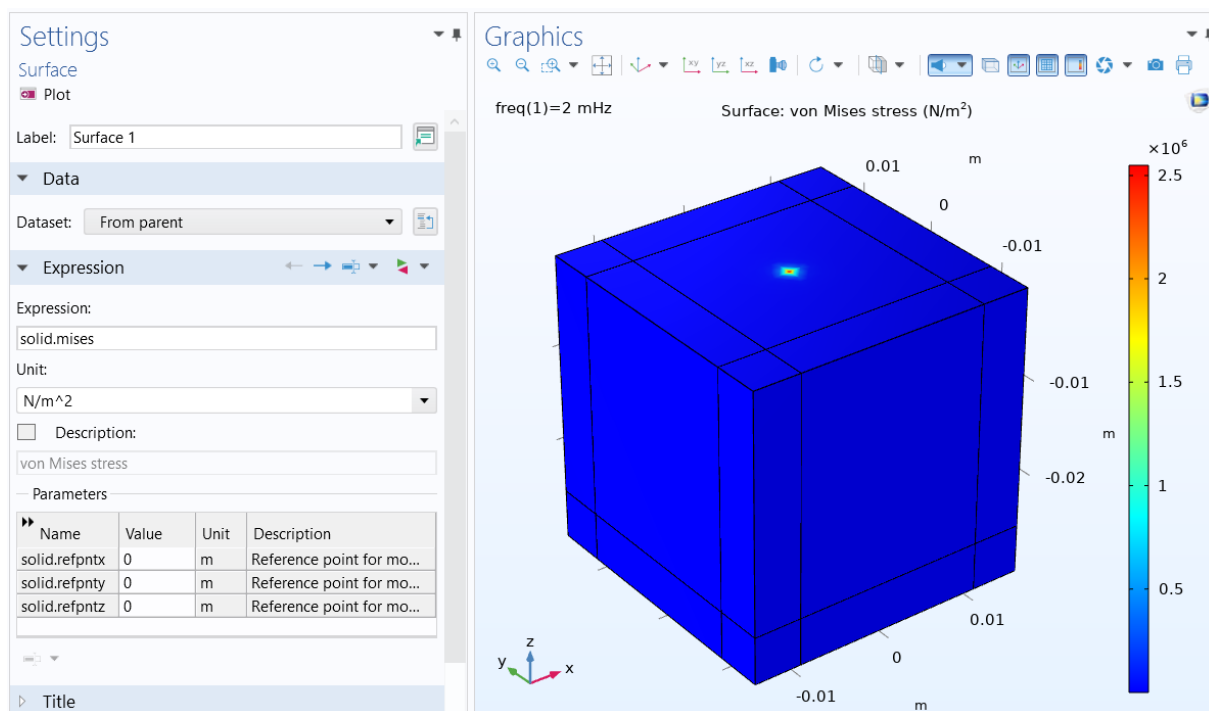 Settings
Surface
Plot
Label: Surface 1
Data
Dataset: From parent
Expression
Expression:
solid.mises
Unit:
N/m^2
Description:
von Mises stress
Parameters
Name Value Unit Description
solid.refpntx 0 m Reference point for mo...
solid.refpnty 0 m Reference point for mo...
solid.refpntz 0 m Reference point for mo...
Title
Graphics
xy yz xz
freq(1)=2 mHz Surface: von Mises stress (N/m²)
×10⁶
0.01 m
0
-0.01
-0.01
m
-0.02
0.01
0
-0.01
m
2.5
2
1.5
1
0.5
z
y
x